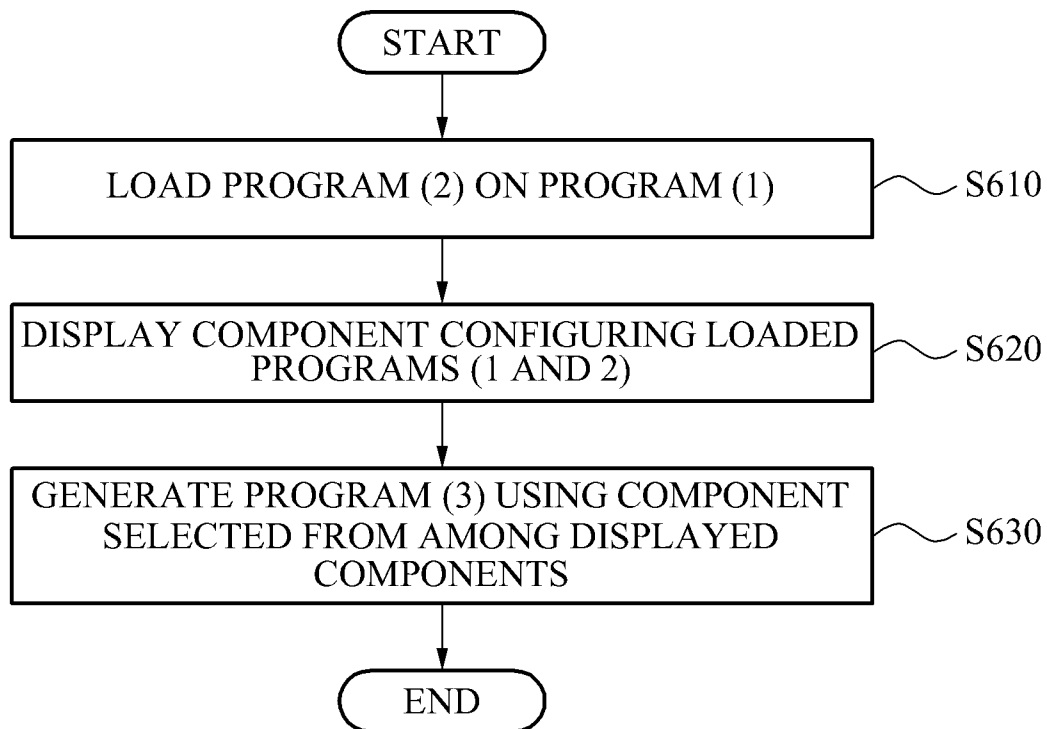 START
LOAD PROGRAM (2) ON PROGRAM (1)
S610
DISPLAY COMPONENT CONFIGURING LOADED
PROGRAMS (1 AND 2)
S620
GENERATE PROGRAM (3) USING COMPONENT
SELECTED FROM AMONG DISPLAYED
COMPONENTS
S630
END